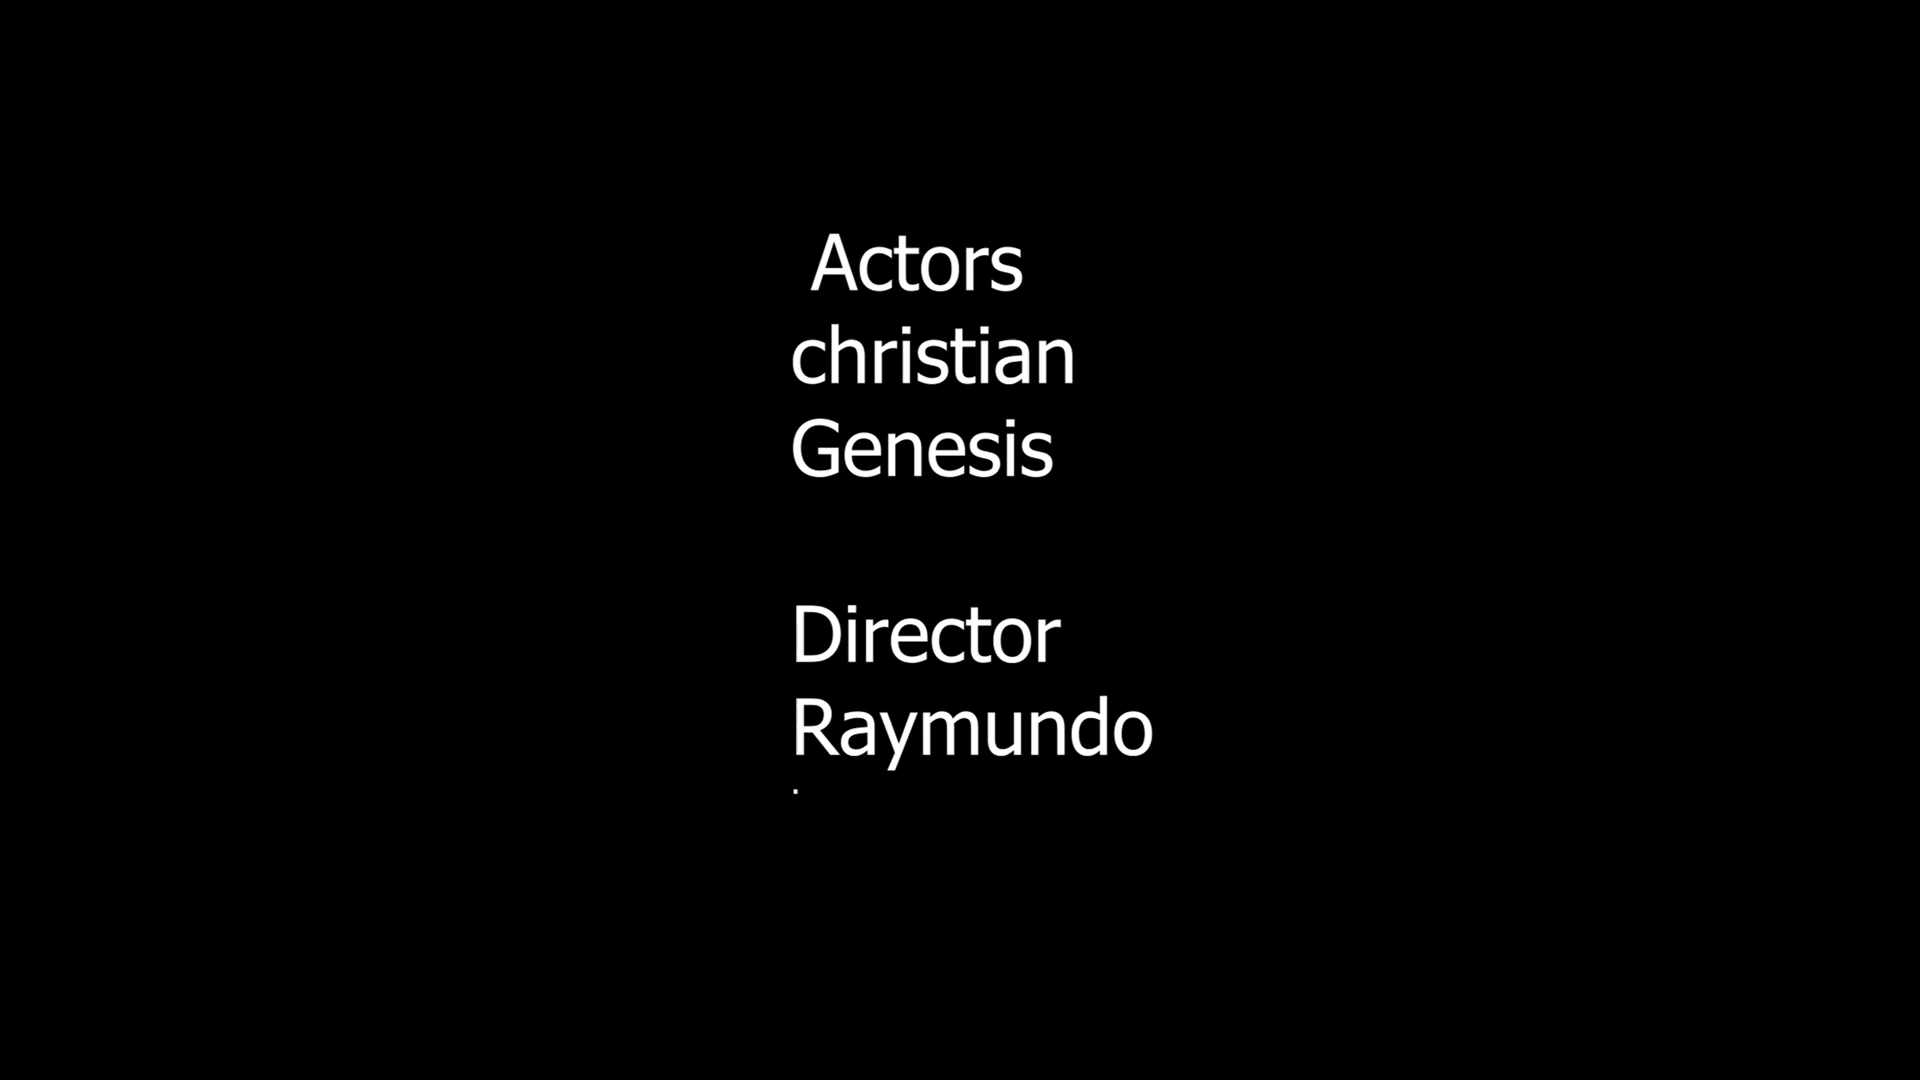 Actors
christian
Genesis
Director
Raymundo
.